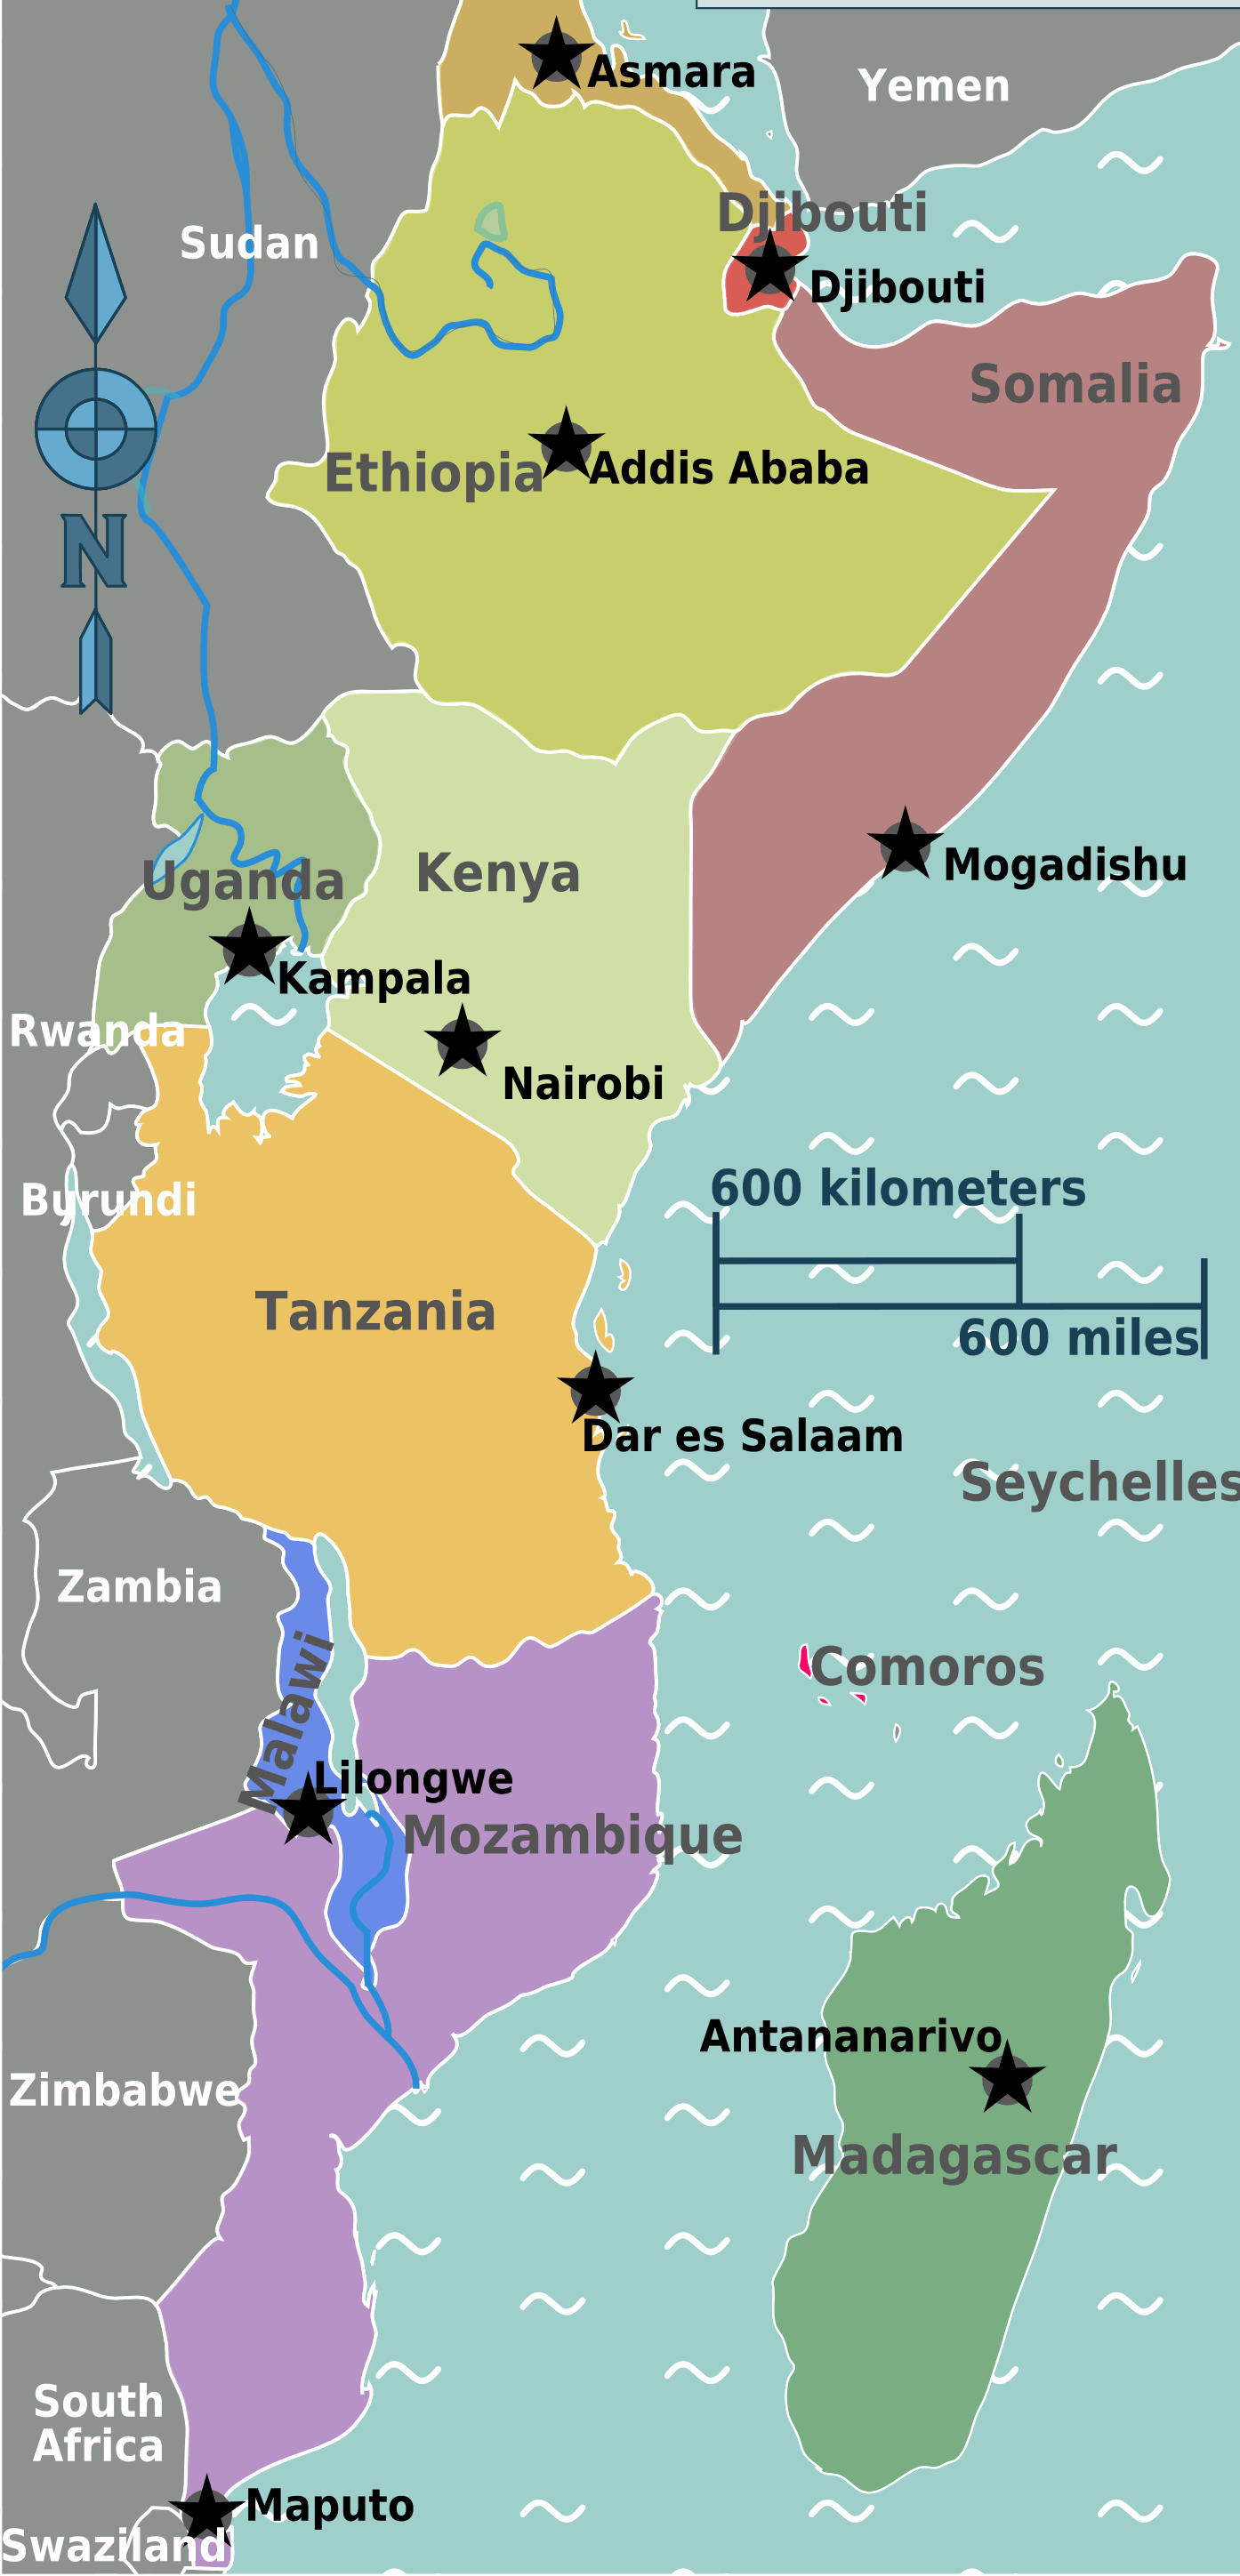 Asmara
Yemen
Djibouti
Sudan
Djibouti
Somalia
Ethiopia
Addis Ababa
N
Mogadishu
Kenya
Uganda
Kampala
Rwanda
Nairobi
600 kilometers
Burundi
Tanzania
600 miles
Dar es Salaam
Seychelles
Zambia
Comoros
Malawi
Lilongwe
Mozambique
Antananarivo
Zimbabwe
Madagascar
South
Africa
Maputo
Swaziland